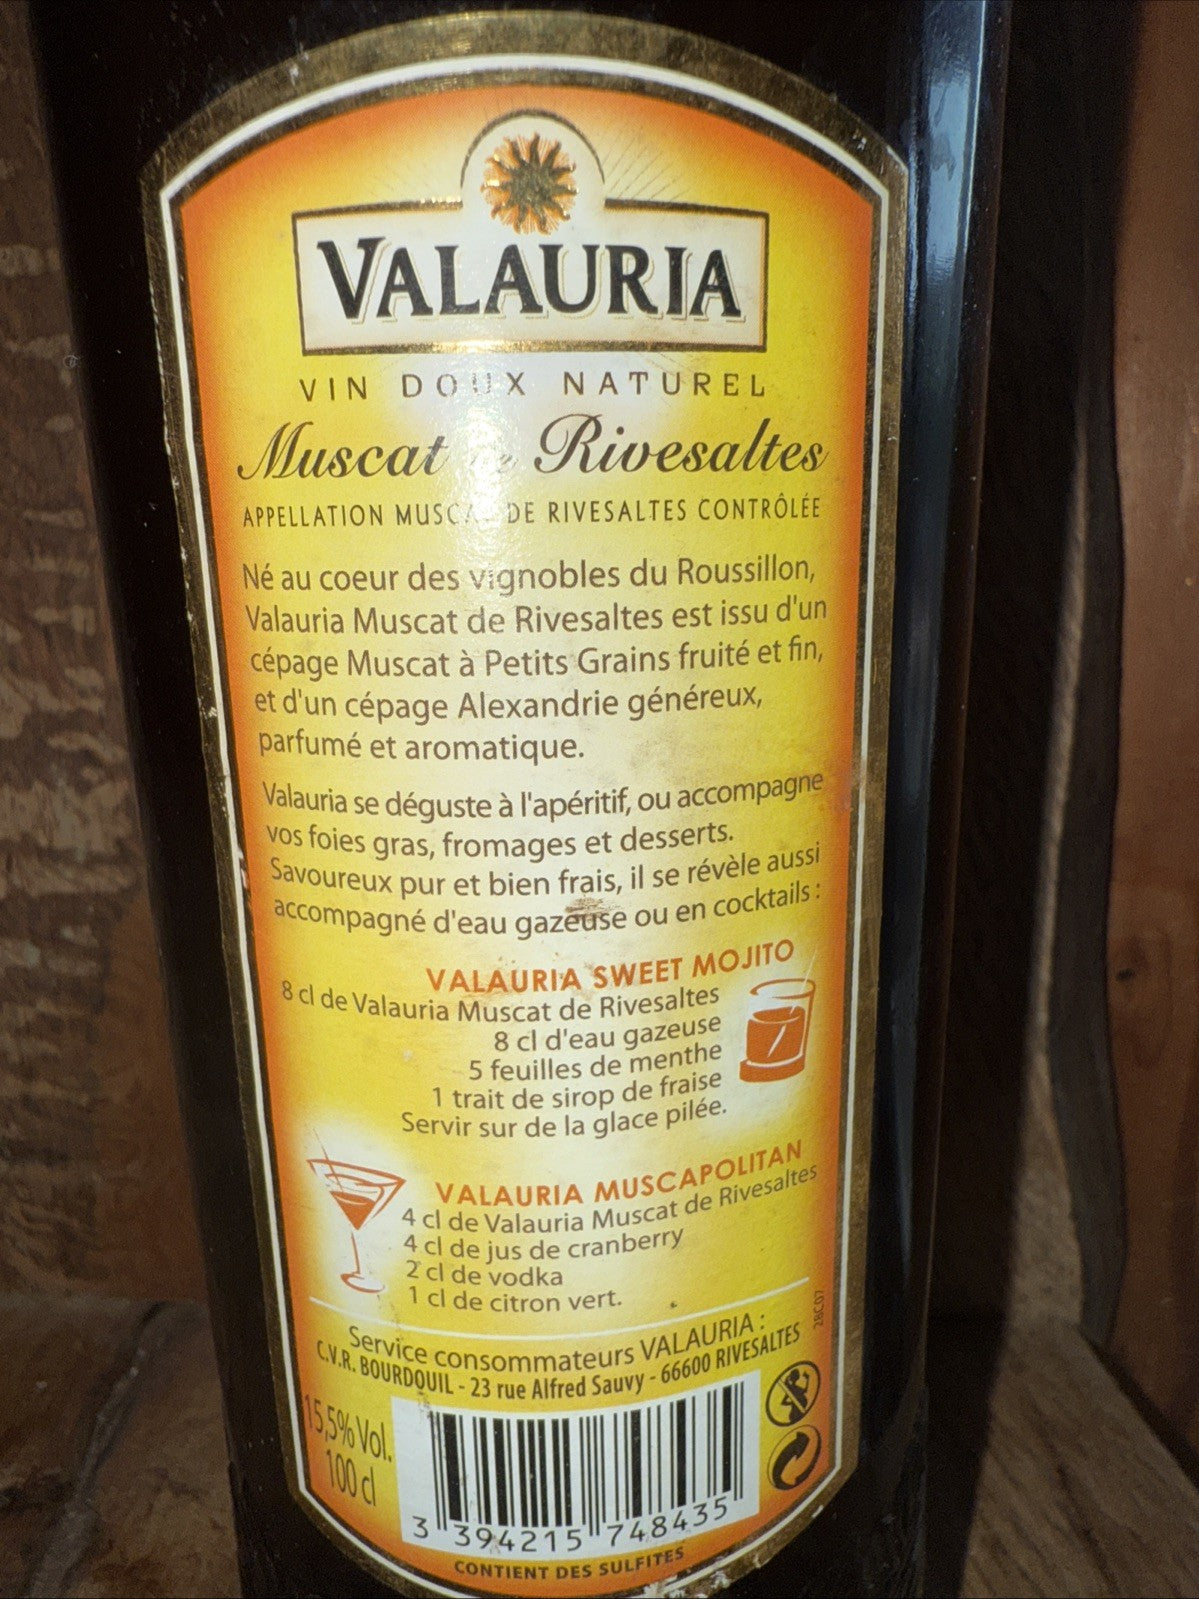 VALAURIA
VIN DOUX NATUREL
Muscat de Rivesaltes
APPELLATION MUSCAT DE RIVESALTES CONTRÔLÉE
Né au coeur des vignobles du Roussillon,
Valauria Muscat de Rivesaltes est issu d'un
cépage Muscat à Petits Grains fruité et fin,
et d'un cépage Alexandrie généreux,
parfumé et aromatique.
Valauria se déguste à l'apéritif, ou accompagne
vos foies gras, fromages et desserts.
Savoureux pur et bien frais, il se révèle aussi
accompagné d'eau gazeuse ou en cocktails :
VALAURIA SWEET MOJITO
8 cl de Valauria Muscat de Rivesaltes
8 cl d'eau gazeuse
5 feuilles de menthe
1 trait de sirop de fraise
Servir sur de la glace pilée.
VALAURIA MUSCAPOLITAN
4 cl de Valauria Muscat de Rivesaltes
4 cl de jus de cranberry
2 cl de vodka
1 cl de citron vert.
2BC07
Service consommateurs VALAURIA :
C.V.R. BOURDOUIL - 23 rue Alfred Sauvy - 66600 RIVESALTES
15,5% Vol.
100 cl
3 394215 748435
CONTIENT DES SULFITES